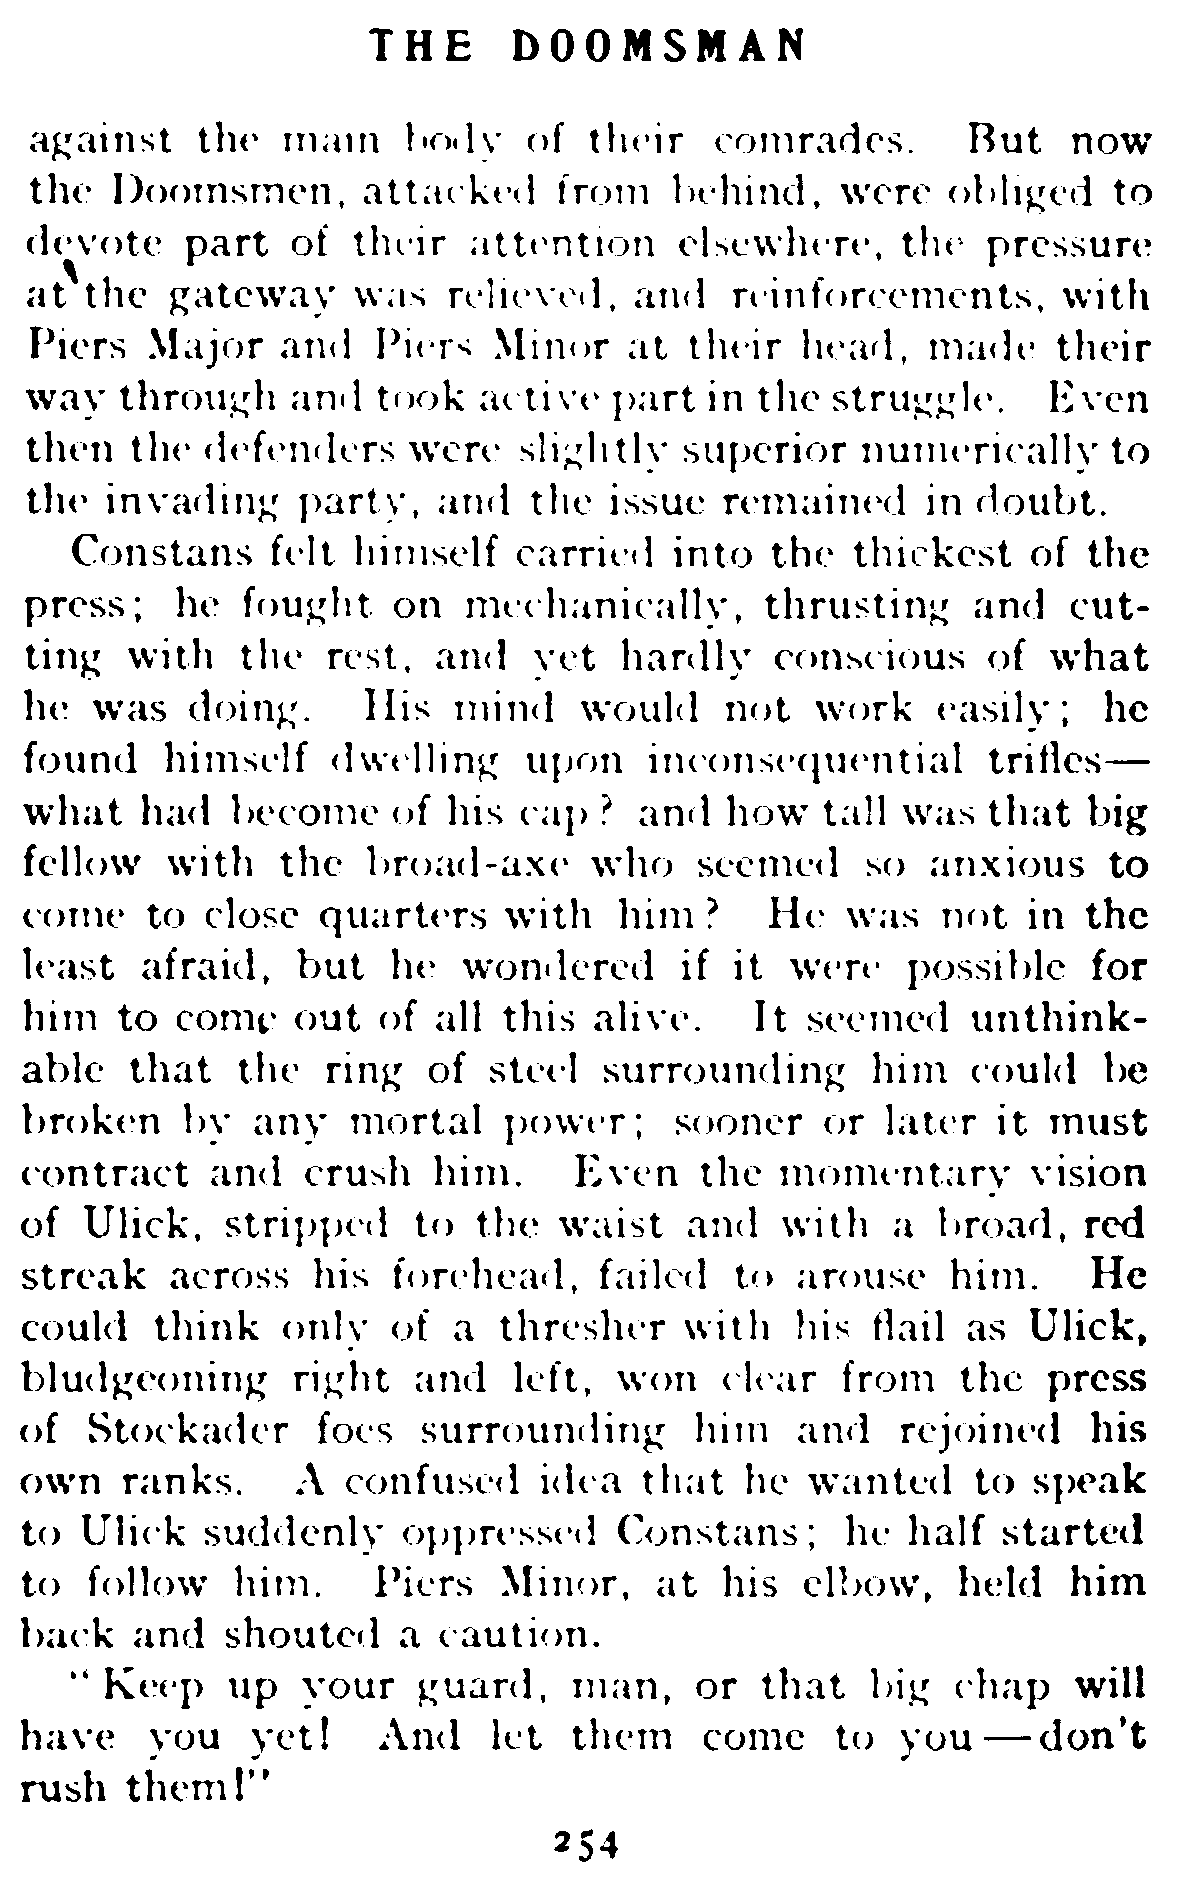 THE DOOMSMAN
against the main body of their comrades. But now
the Doomsmen, attacked from behind, were obliged to
devote part of their attention elsewhere, the pressure
at the gateway was relieved, and reinforcements, with
Piers Major and Piers Minor at their head, made their
way through and took active part in the struggle. Even
then the defenders were slightly superior numerically to
the invading party, and the issue remained in doubt.
Constans felt himself carried into the thickest of the
press; he fought on mechanically, thrusting and cut-
ting with the rest, and yet hardly conscious of what
he was doing. His mind would not work easily; he
found himself dwelling upon inconsequential trifles—
what had become of his cap? and how tall was that big
fellow with the broad-axe who seemed so anxious to
come to close quarters with him? He was not in the
least afraid, but he wondered if it were possible for
him to come out of all this alive. It seemed unthink-
able that the ring of steel surrounding him could be
broken by any mortal power; sooner or later it must
contract and crush him. Even the momentary vision
of Ulick, stripped to the waist and with a broad, red
streak across his forehead, failed to arouse him. He
could think only of a thresher with his flail as Ulick,
bludgeoning right and left, won clear from the press
of Stockader foes surrounding him and rejoined his
own ranks. A confused idea that he wanted to speak
to Ulick suddenly oppressed Constans; he half started
to follow him. Piers Minor, at his elbow, held him
back and shouted a caution.
"Keep up your guard, man, or that big chap will
have you yet! And let them come to you—don't
rush them!"
254